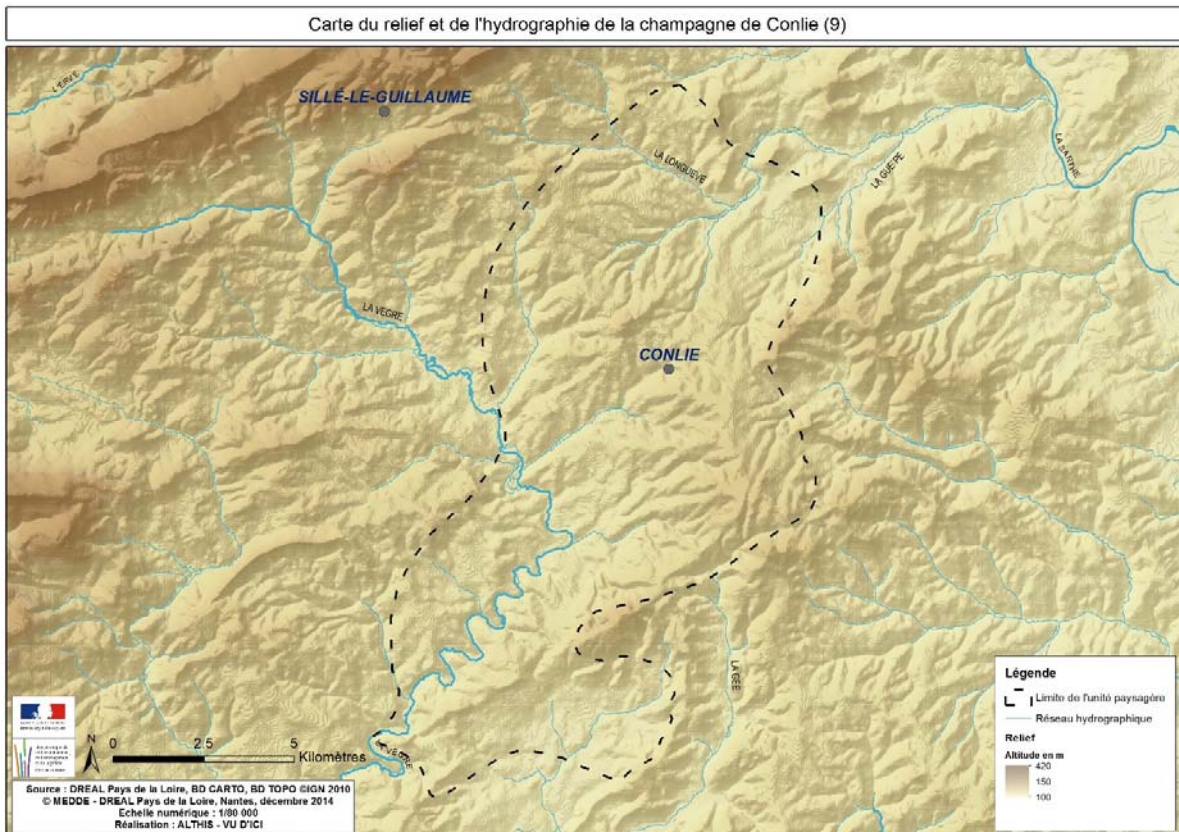 Carte du relief et de l'hydrographie de la champagne de Conlie (9)
L'ERVE
SILLÉ-LE-GUILLAUME
LA LONGUEVE
LA GUEIPE
LA SARTHE
LA VEGRE
CONLIE
LA GEE
LA VEGRE
N
0 2.5 5
Kilomètres
Source : DREAL Pays de la Loire, BD CARTO, BD TOPO ©IGN 2010
© MEDDE - DREAL Pays de la Loire, Nantes, décembre 2014
Echelle numérique : 1/80 000
Réalisation : ALTHIS - VU D'ICI
Légende
Limite de l'unité paysagère
Réseau hydrographique
Relief
Altitude en m
420
150
100